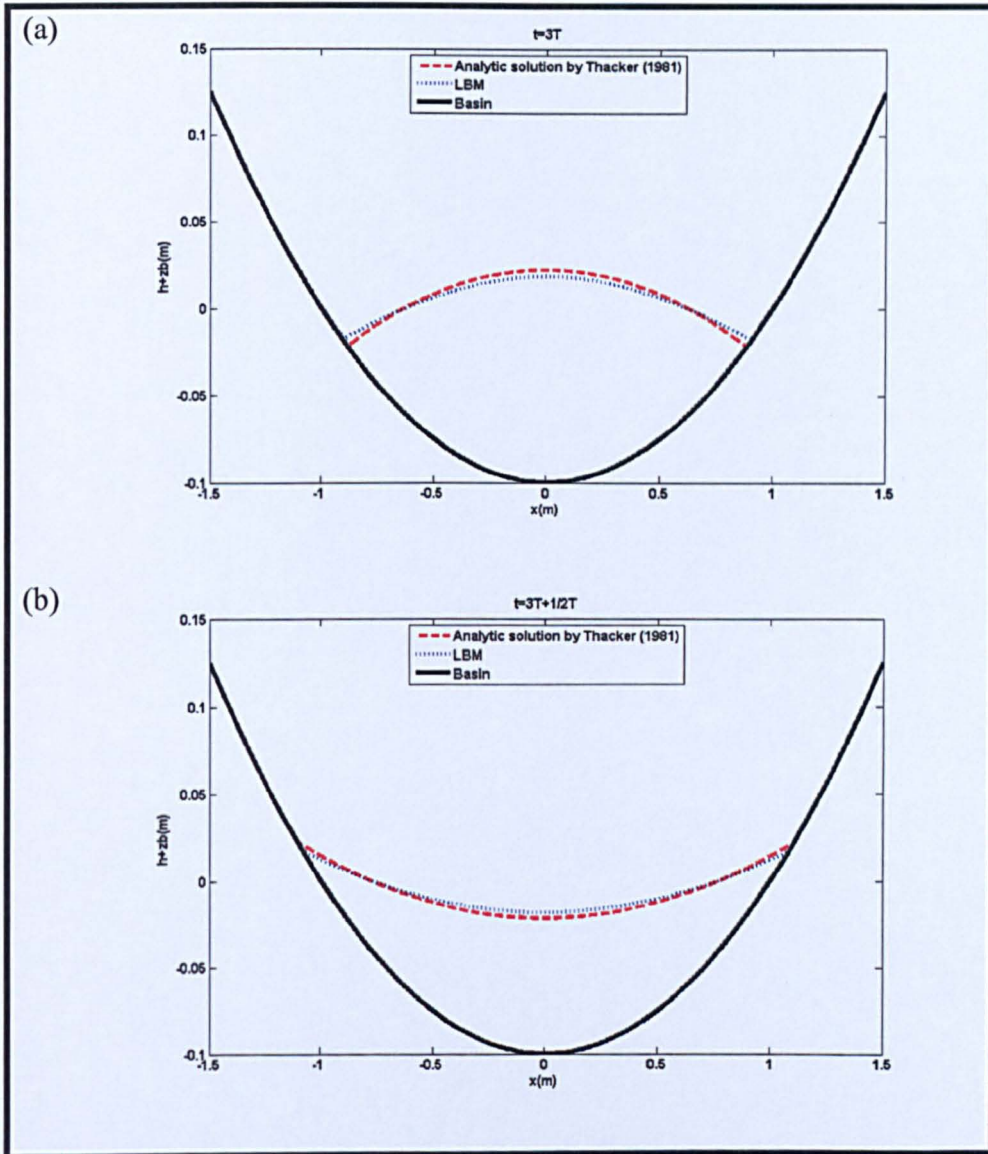 (a)
t=3T
Analytic solution by Thacker (1981)
LBM
Basin
0.15
0.1
0.05
0
-0.05
-0.1
h+zb(m)
-1.5
-1
-0.5
0
0.5
1
1.5
x(m)
(b)
t=3T+1/2T
Analytic solution by Thacker (1981)
LBM
Basin
0.15
0.1
0.05
0
-0.05
-0.1
h+zb(m)
-1.5
-1
-0.5
0
0.5
1
1.5
x(m)